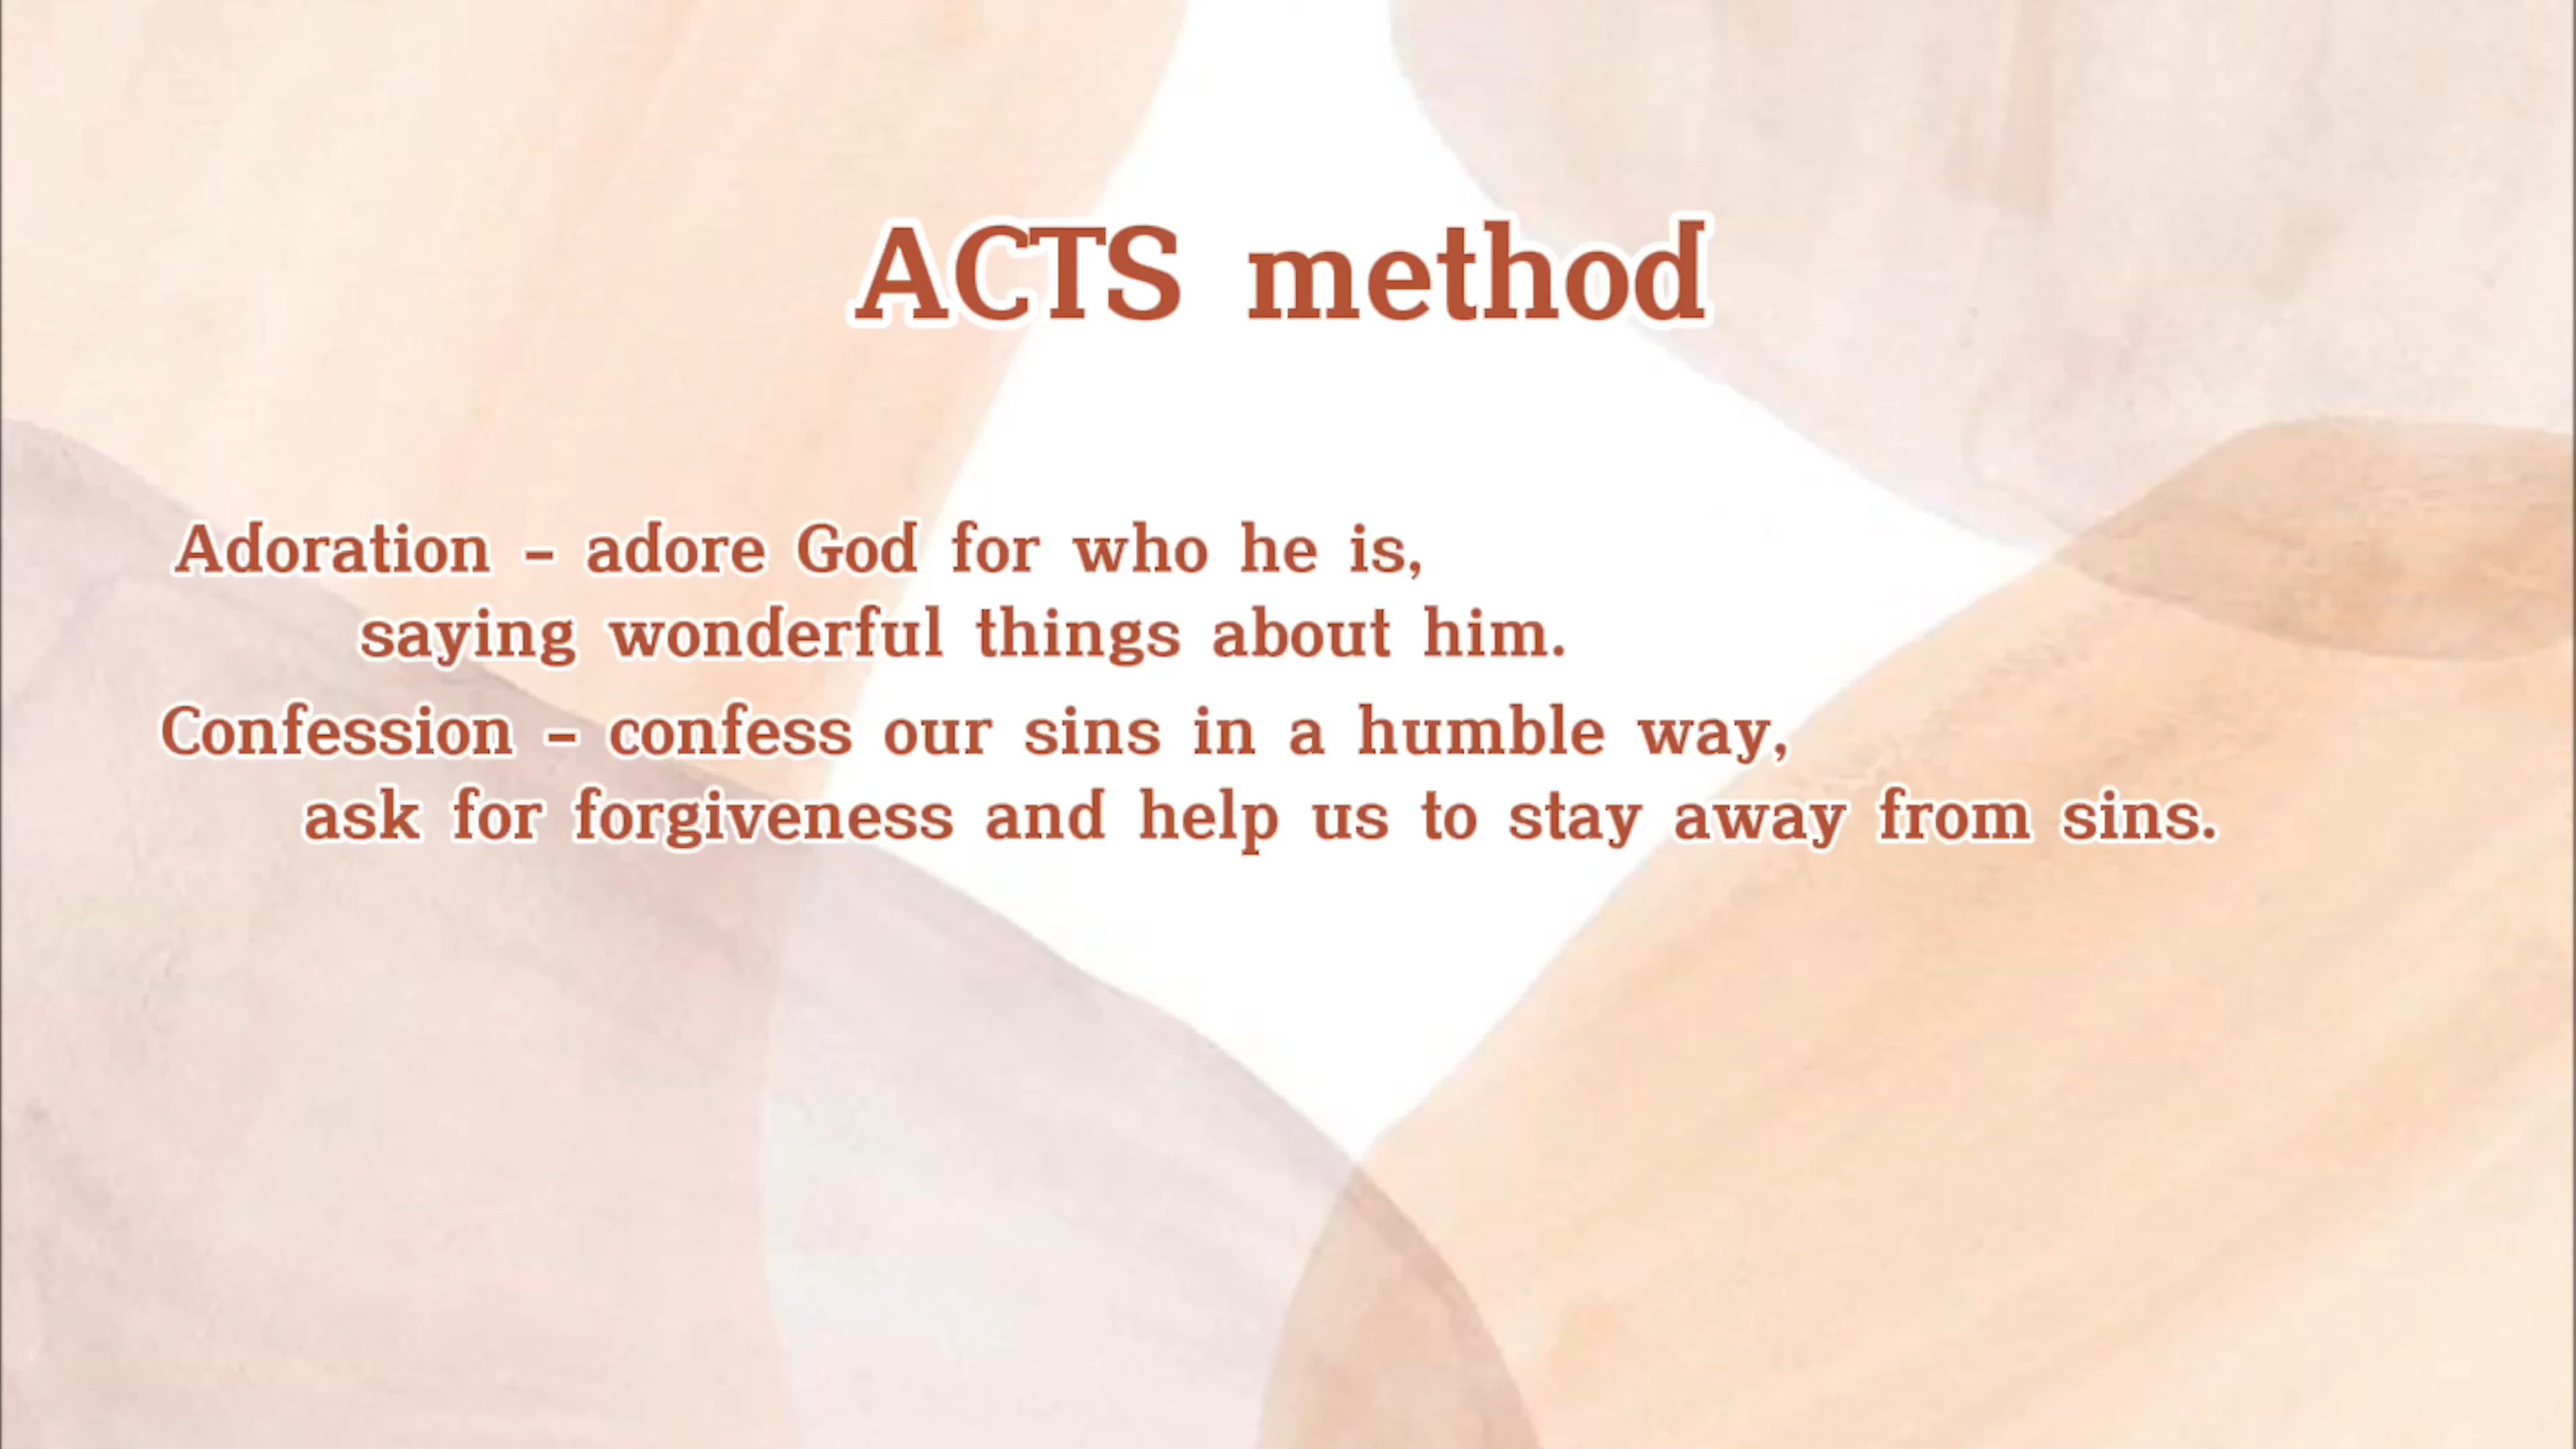 ACTS method
Adoration – adore God for who he is,
saying wonderful things about him.
Confession – confess our sins in a humble way,
ask for forgiveness and help us to stay away from sins.